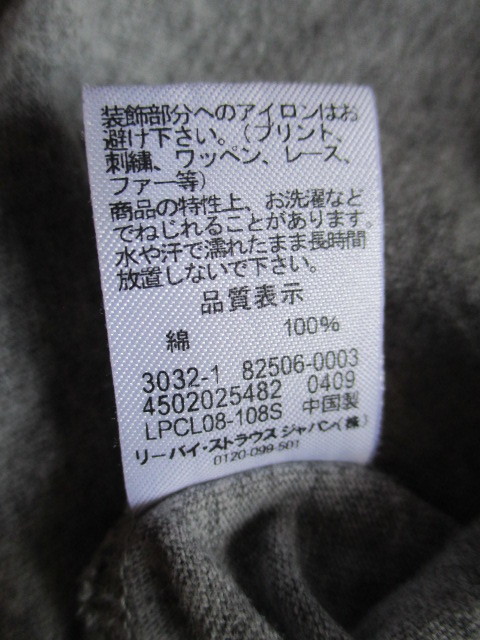 装飾部分へのアイロンはお
避け下さい。(プリント、
刺繍、ワッペン、レース、
ファー等)
商品の特性上、お洗濯など
でねじれることがあります。
水や汗で濡れたまま長時間
放置しないで下さい。
品質表示
綿 100%
3032-1 82506-0003
4502025482 0409
LPCL08-108S 中国製
リーバイ・ストラウス ジャパン(株)
0120-099-501